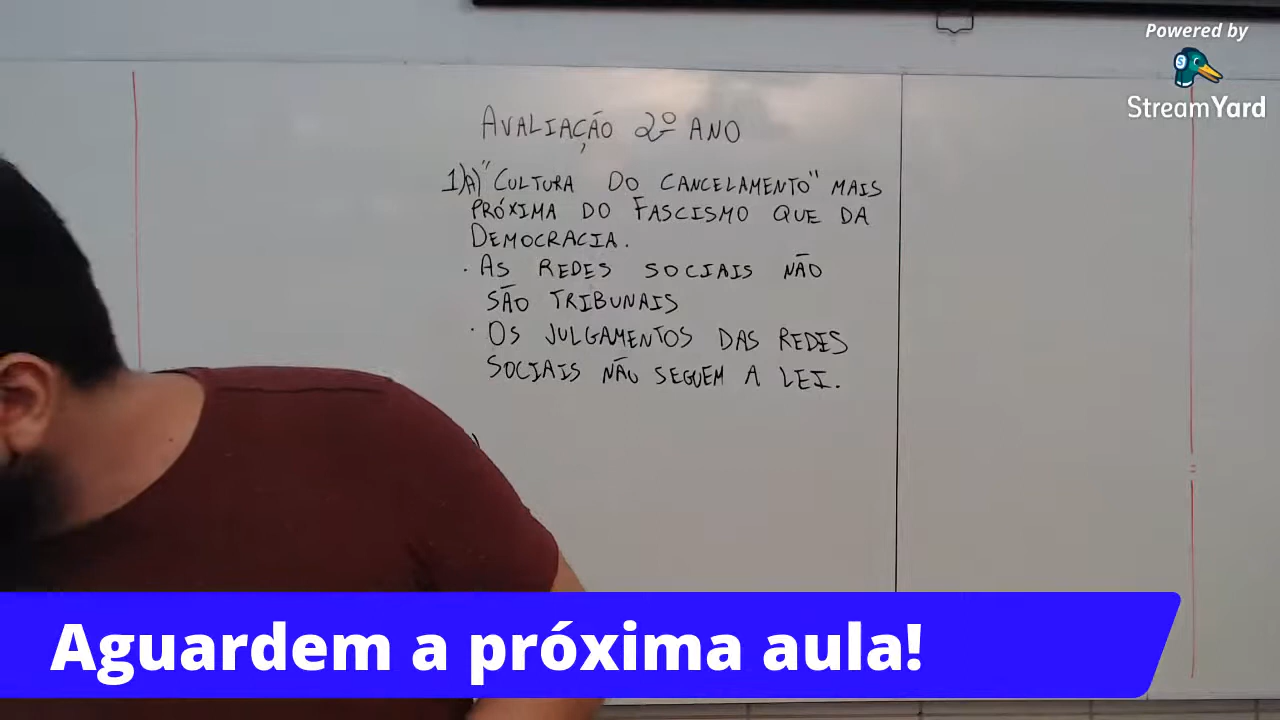 Powered by
StreamYard
AVALIAÇÃO 2º ANO
1)A) "CULTURA DO CANCELAMENTO" MAIS
PRÓXIMA DO FASCISMO QUE DA
DEMOCRACIA.
· AS REDES SOCIAIS NÃO
SÃO TRIBUNAIS
· OS JULGAMENTOS DAS REDES
SOCIAIS NÃO SEGUEM A LEI.
Aguardem a próxima aula!